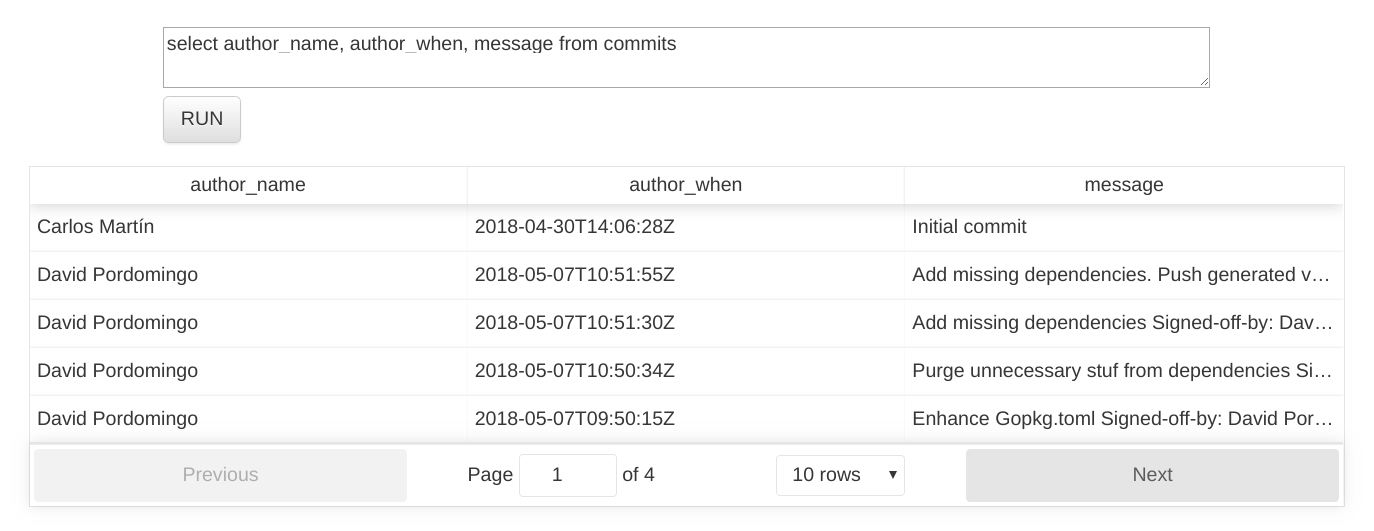 select author_name, author_when, message from commits
RUN
author_name author_when message
Carlos Martín 2018-04-30T14:06:28Z Initial commit
David Pordomingo 2018-05-07T10:51:55Z Add missing dependencies. Push generated v…
David Pordomingo 2018-05-07T10:51:30Z Add missing dependencies Signed-off-by: Dav…
David Pordomingo 2018-05-07T10:50:34Z Purge unnecessary stuf from dependencies Si…
David Pordomingo 2018-05-07T09:50:15Z Enhance Gopkg.toml Signed-off-by: David Por…
Previous Page 1 of 4 10 rows Next